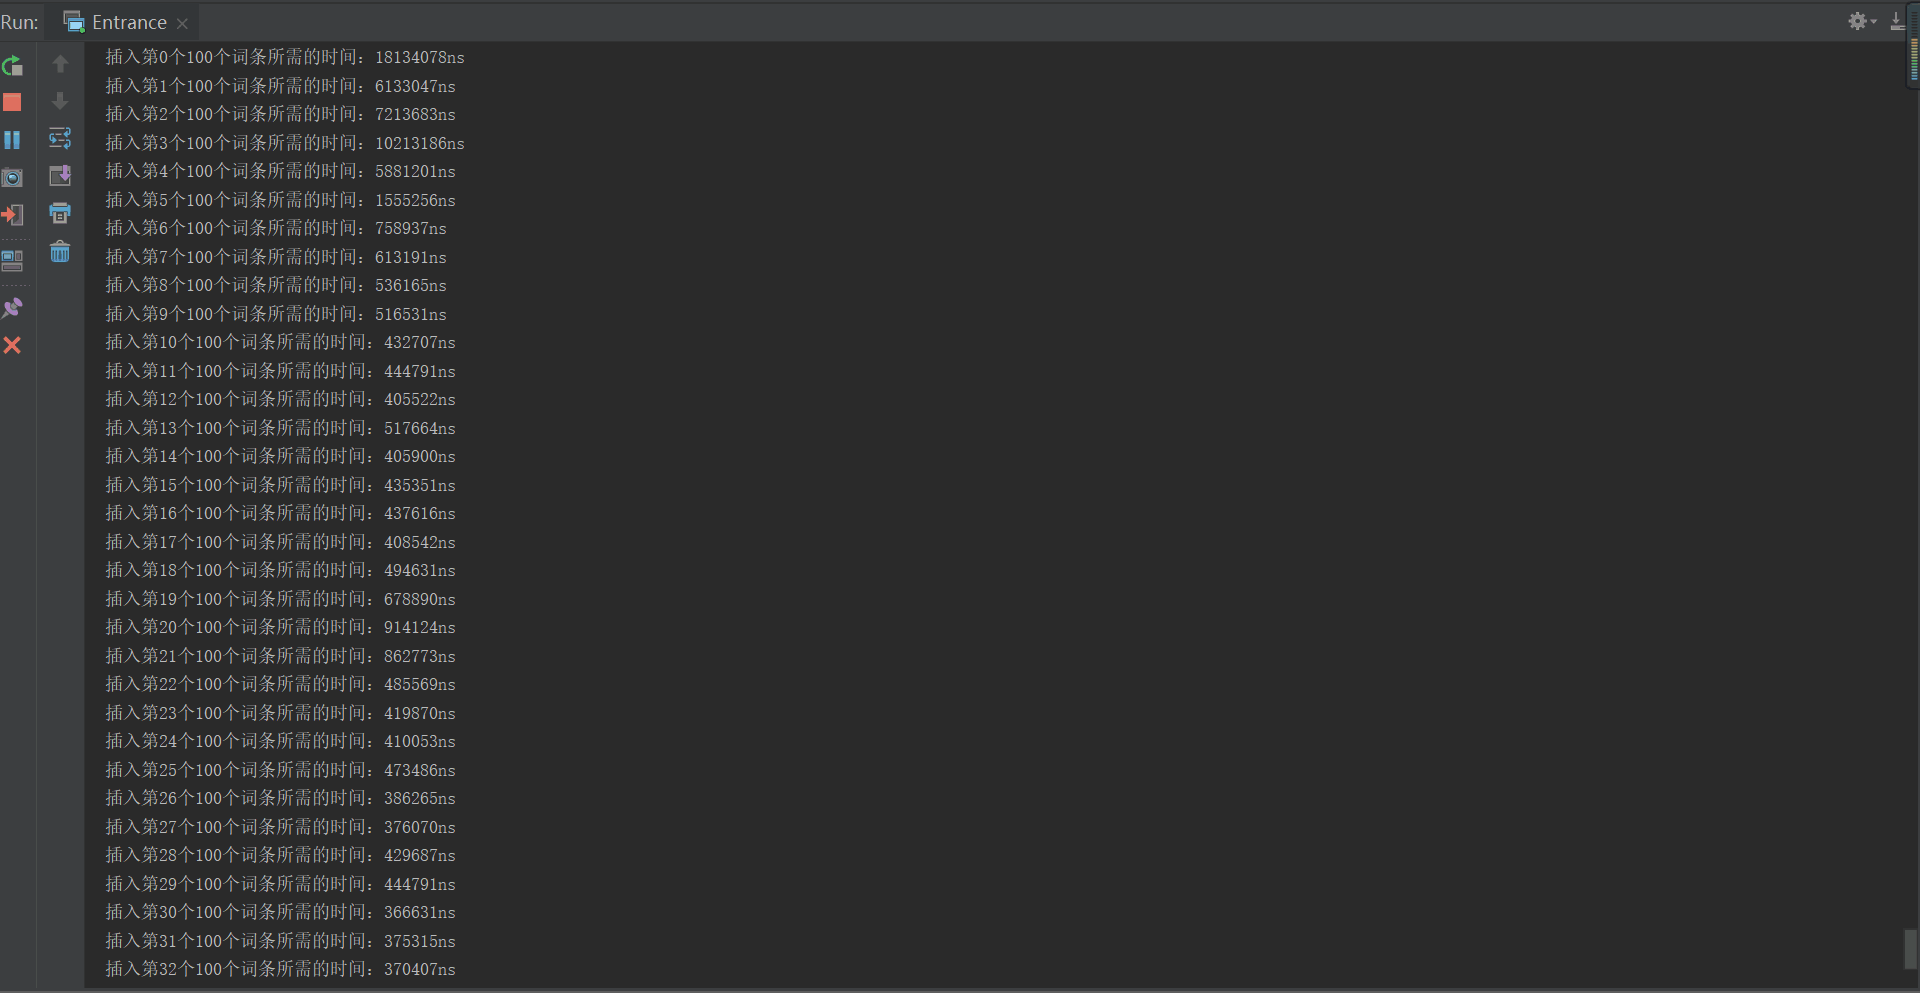 Run: Entrance
插入第0个100个词条所需的时间：18134078ns
插入第1个100个词条所需的时间：6133047ns
插入第2个100个词条所需的时间：7213683ns
插入第3个100个词条所需的时间：10213186ns
插入第4个100个词条所需的时间：5881201ns
插入第5个100个词条所需的时间：1555256ns
插入第6个100个词条所需的时间：758937ns
插入第7个100个词条所需的时间：613191ns
插入第8个100个词条所需的时间：536165ns
插入第9个100个词条所需的时间：516531ns
插入第10个100个词条所需的时间：432707ns
插入第11个100个词条所需的时间：444791ns
插入第12个100个词条所需的时间：405522ns
插入第13个100个词条所需的时间：517664ns
插入第14个100个词条所需的时间：405900ns
插入第15个100个词条所需的时间：435351ns
插入第16个100个词条所需的时间：437616ns
插入第17个100个词条所需的时间：408542ns
插入第18个100个词条所需的时间：494631ns
插入第19个100个词条所需的时间：678890ns
插入第20个100个词条所需的时间：914124ns
插入第21个100个词条所需的时间：862773ns
插入第22个100个词条所需的时间：485569ns
插入第23个100个词条所需的时间：419870ns
插入第24个100个词条所需的时间：410053ns
插入第25个100个词条所需的时间：473486ns
插入第26个100个词条所需的时间：386265ns
插入第27个100个词条所需的时间：376070ns
插入第28个100个词条所需的时间：429687ns
插入第29个100个词条所需的时间：444791ns
插入第30个100个词条所需的时间：366631ns
插入第31个100个词条所需的时间：375315ns
插入第32个100个词条所需的时间：370407ns